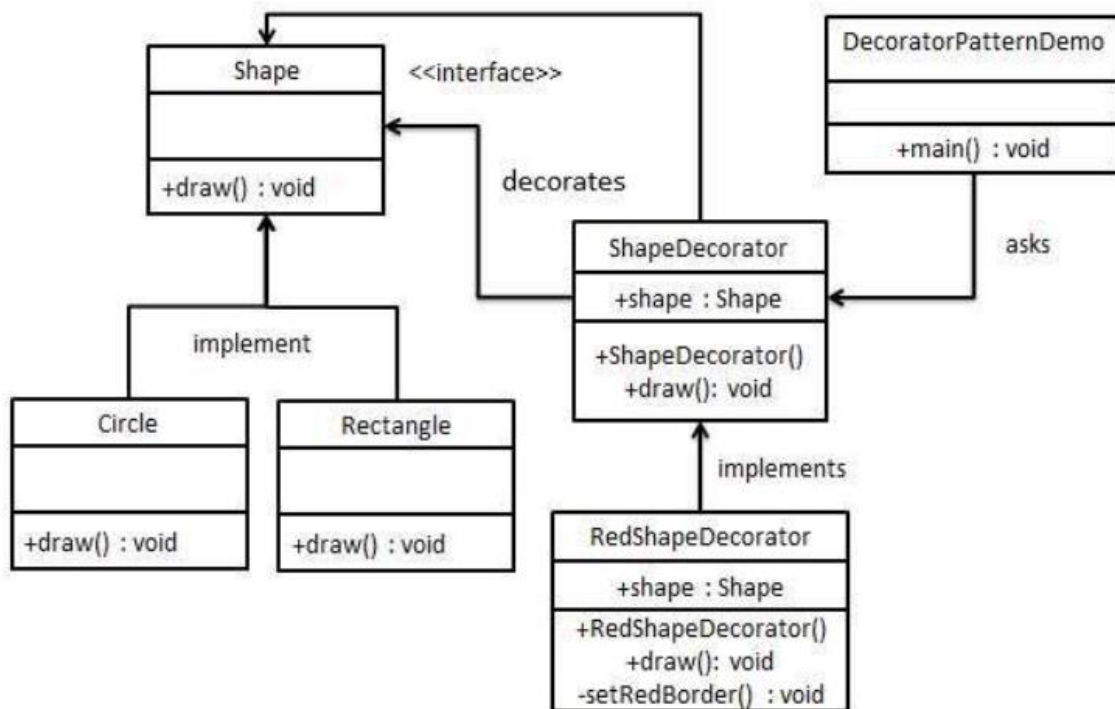 Shape
+draw() : void
<<interface>>
decorates
DecoratorPatternDemo
+main() : void
asks
ShapeDecorator
+shape : Shape
+ShapeDecorator()
+draw(): void
implement
Circle
+draw() : void
Rectangle
+draw() : void
implements
RedShapeDecorator
+shape : Shape
+RedShapeDecorator()
+draw(): void
-setRedBorder() : void